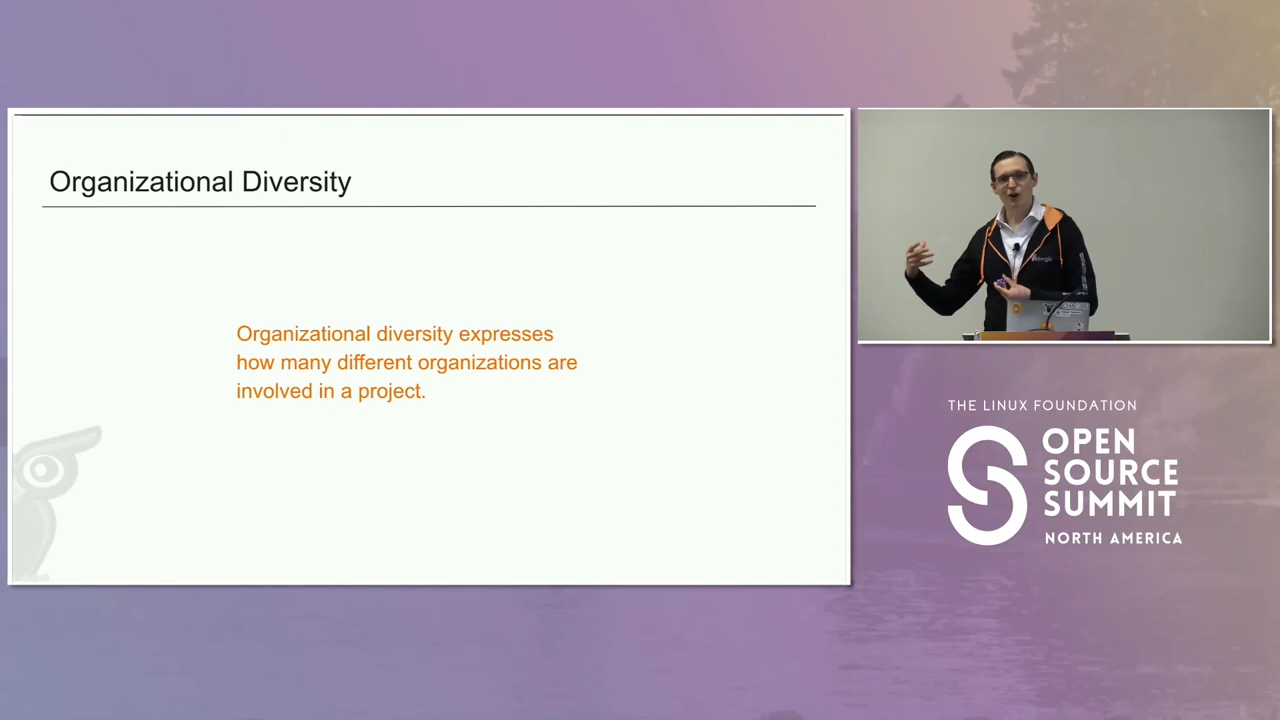 Organizational Diversity
Organizational diversity expresses
how many different organizations are
involved in a project.
THE LINUX FOUNDATION
OPEN
SOURCE
SUMMIT
NORTH AMERICA